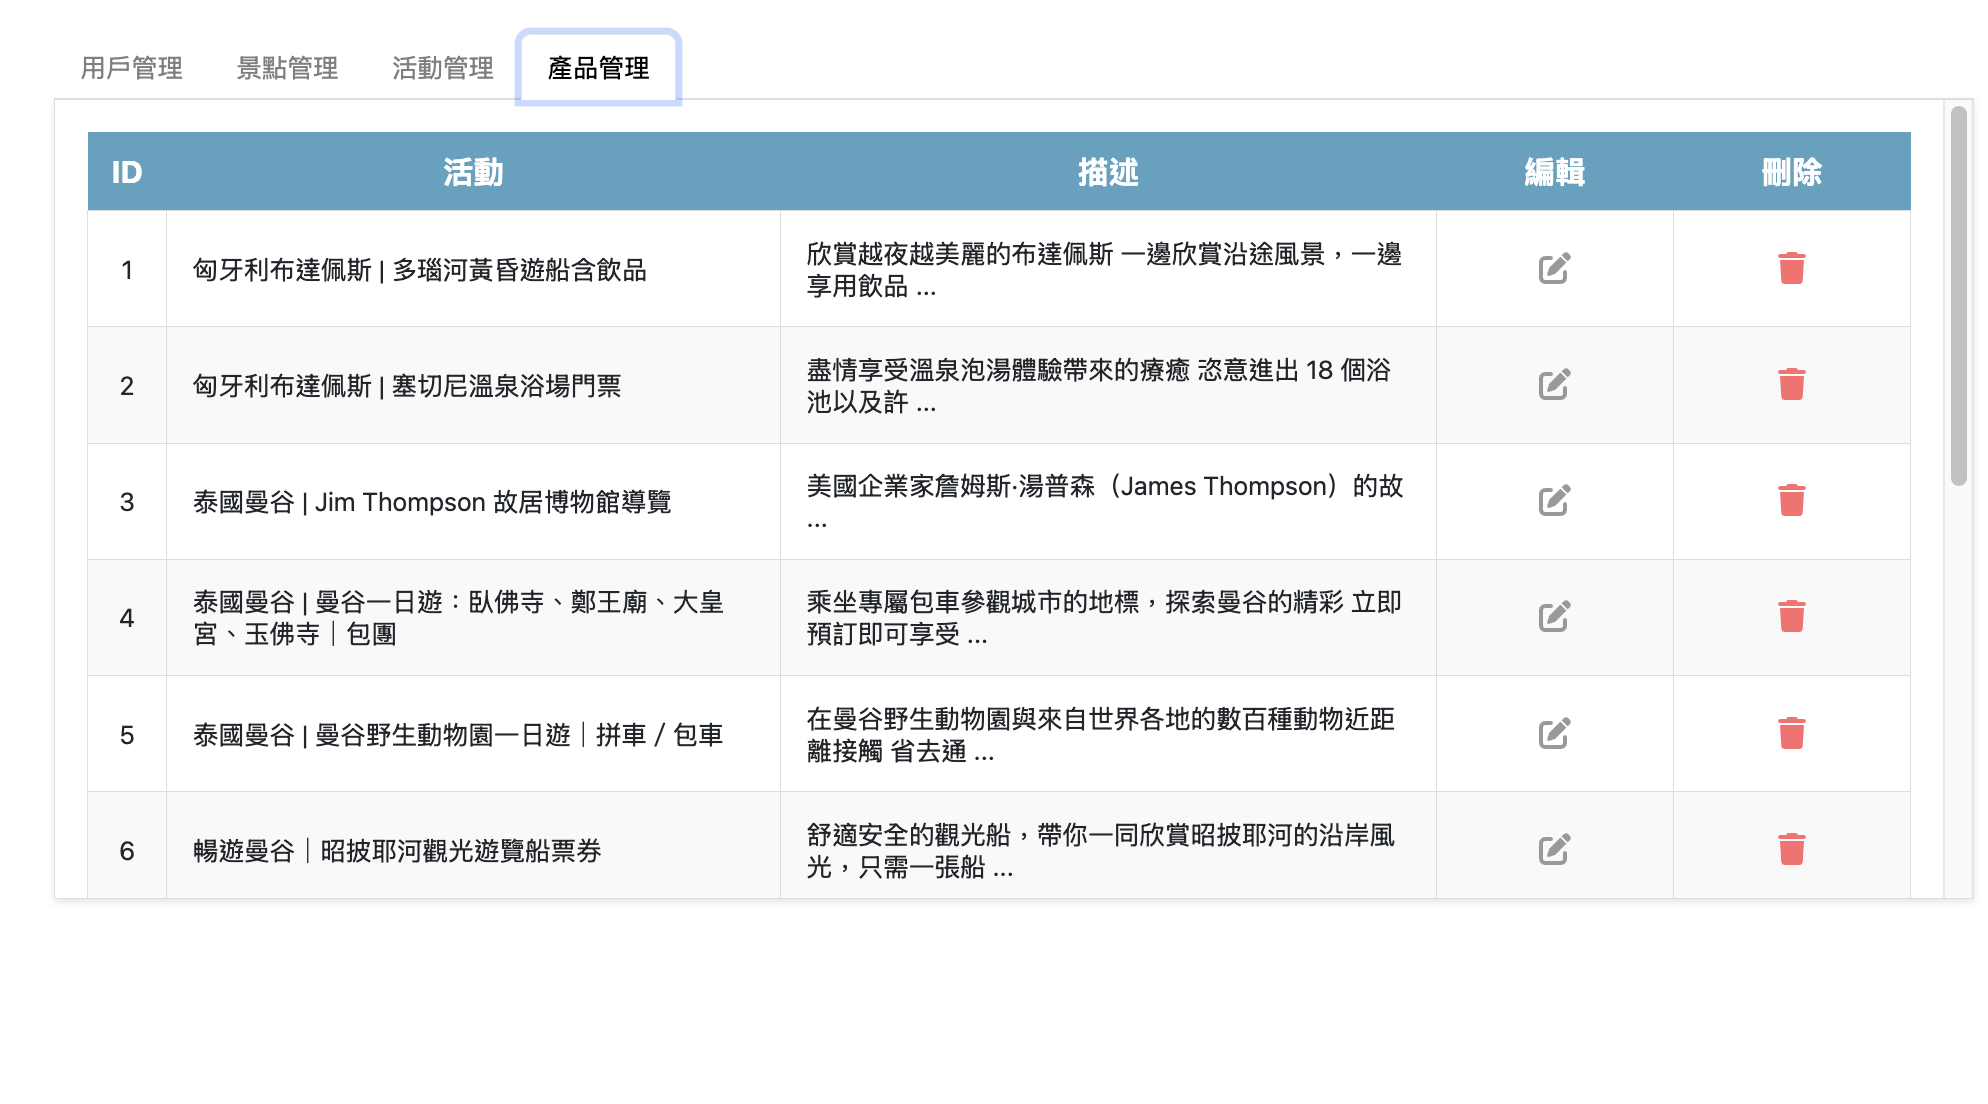 用戶管理 景點管理 活動管理 產品管理
ID 活動 描述 編輯 刪除
1 匈牙利布達佩斯 | 多瑙河黃昏遊船含飲品 欣賞越夜越美麗的布達佩斯 一邊欣賞沿途風景，一邊
享用飲品 ...
2 匈牙利布達佩斯 | 塞切尼溫泉浴場門票 盡情享受溫泉泡湯體驗帶來的療癒 恣意進出 18 個浴
池以及許 ...
3 泰國曼谷 | Jim Thompson 故居博物館導覽 美國企業家詹姆斯·湯普森（James Thompson）的故
...
4 泰國曼谷 | 曼谷一日遊：臥佛寺、鄭王廟、大皇
宮、玉佛寺｜包團 乘坐專屬包車參觀城市的地標，探索曼谷的精彩 立即
預訂即可享受 ...
5 泰國曼谷 | 曼谷野生動物園一日遊｜拼車 / 包車 在曼谷野生動物園與來自世界各地的數百種動物近距
離接觸 省去通 ...
6 暢遊曼谷｜昭披耶河觀光遊覽船票券 舒適安全的觀光船，帶你一同欣賞昭披耶河的沿岸風
光，只需一張船 ...